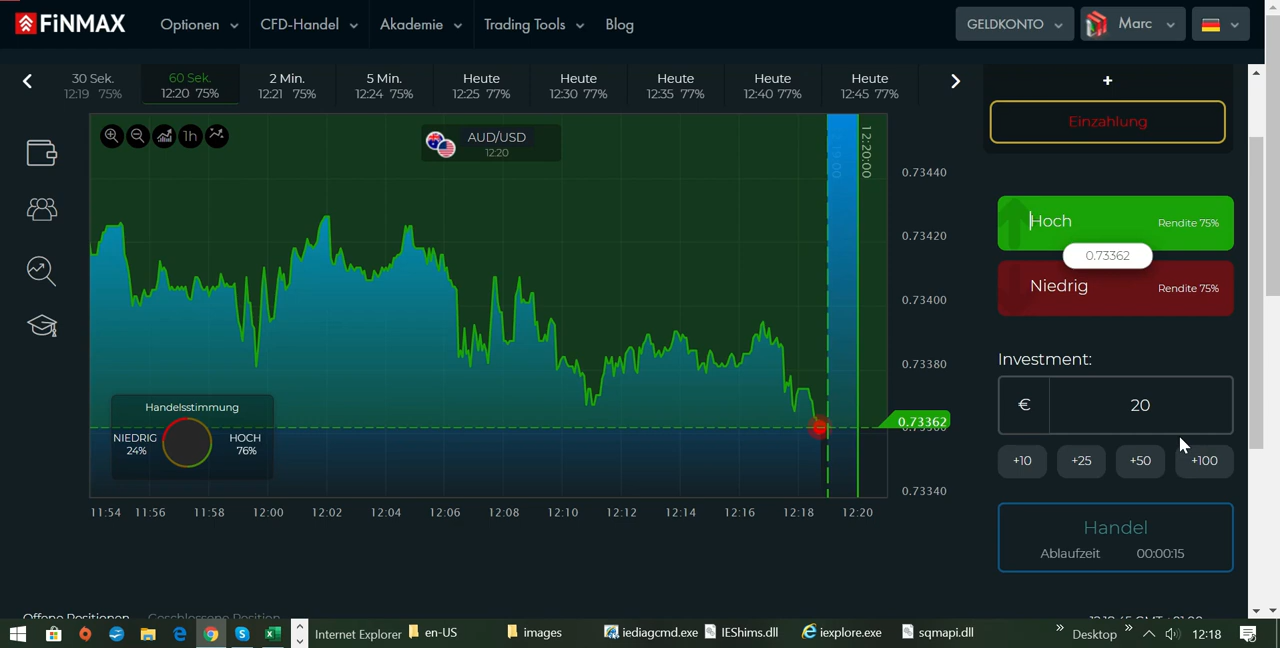 FiNMAX
Optionen
CFD-Handel
Akademie
Trading Tools
Blog
GELDKONTO
Marc
30 Sek.
12:19 75%
60 Sek.
12:20 75%
2 Min.
12:21 75%
5 Min.
12:24 75%
Heute
12:25 77%
Heute
12:30 77%
Heute
12:35 77%
Heute
12:40 77%
Heute
12:45 77%
+
Einzahlung
1h
AUD/USD
12:20
12:20:00
0.73440
0.73420
0.73400
0.73380
0.73362
0.73340
Hoch
Rendite 75%
0.73362
Niedrig
Rendite 75%
Investment:
€
20
+10
+25
+50
+100
Handel
Ablaufzeit 00:00:15
Handelsstimmung
NIEDRIG
24%
HOCH
76%
11:54
11:56
11:58
12:00
12:02
12:04
12:06
12:08
12:10
12:12
12:14
12:16
12:18
12:20
Offene Positionen
Geschlossene Position
Internet Explorer
en-US
images
iediagcmd.exe
IEShims.dll
iexplore.exe
sqmapi.dll
Desktop
12:18